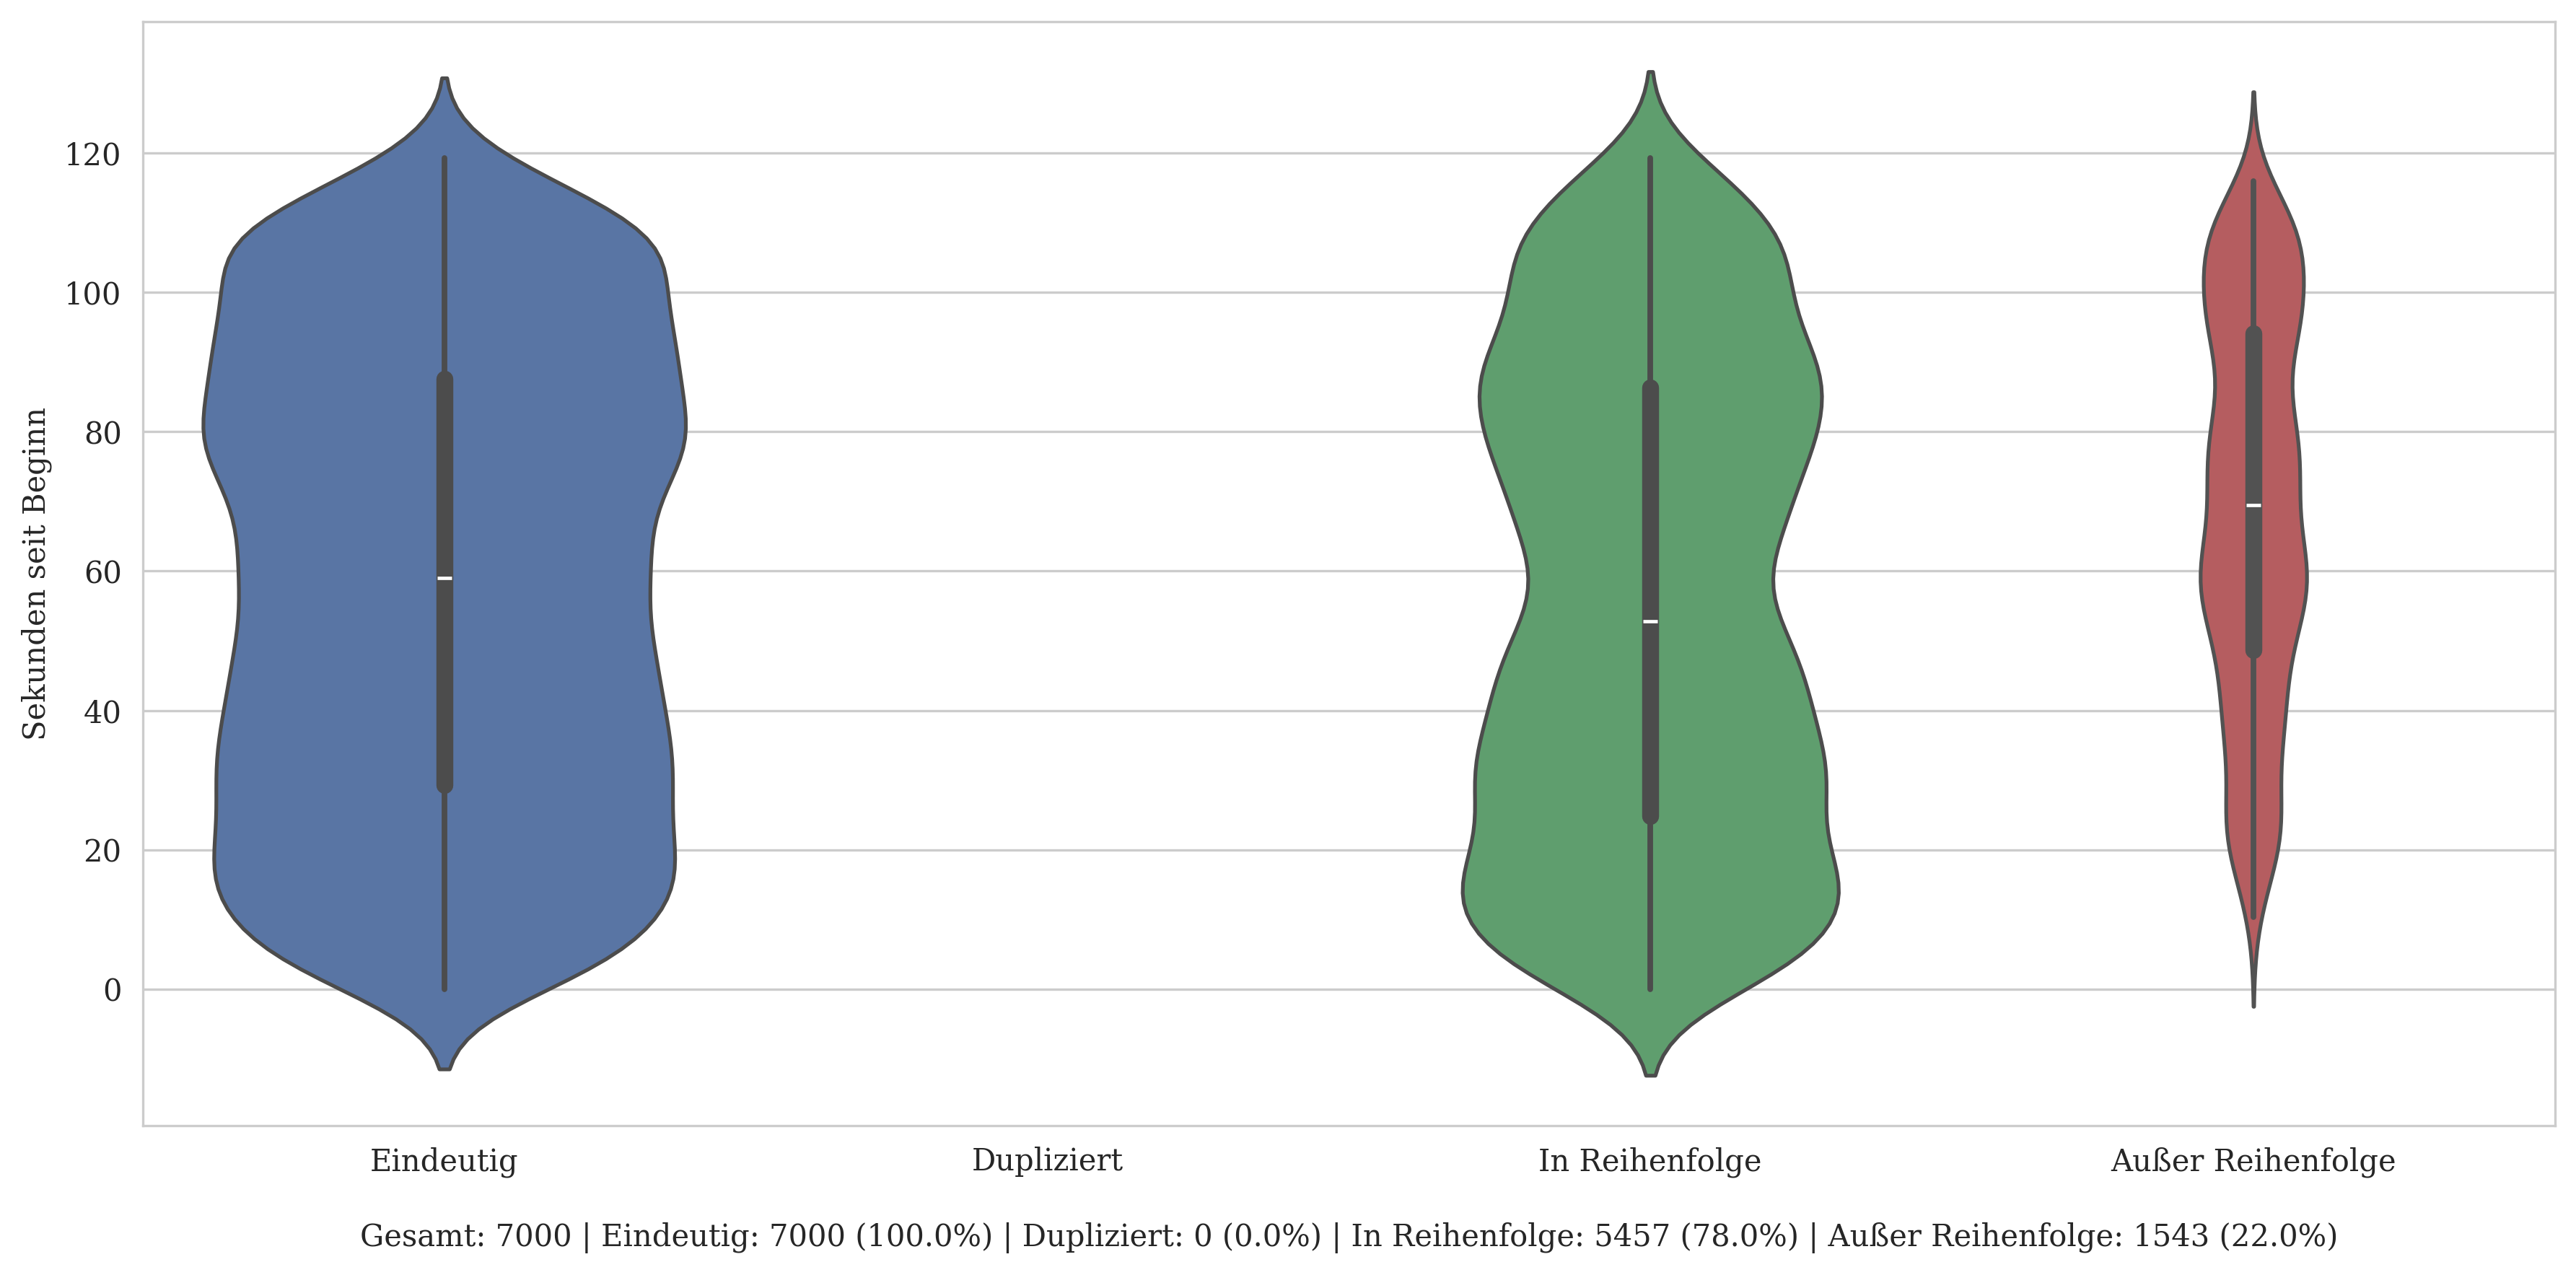 Sekunden seit Beginn
120
100
80
60
40
20
0
Eindeutig
Dupliziert
In Reihenfolge
Außer Reihenfolge
Gesamt: 7000 | Eindeutig: 7000 (100.0%) | Dupliziert: 0 (0.0%) | In Reihenfolge: 5457 (78.0%) | Außer Reihenfolge: 1543 (22.0%)